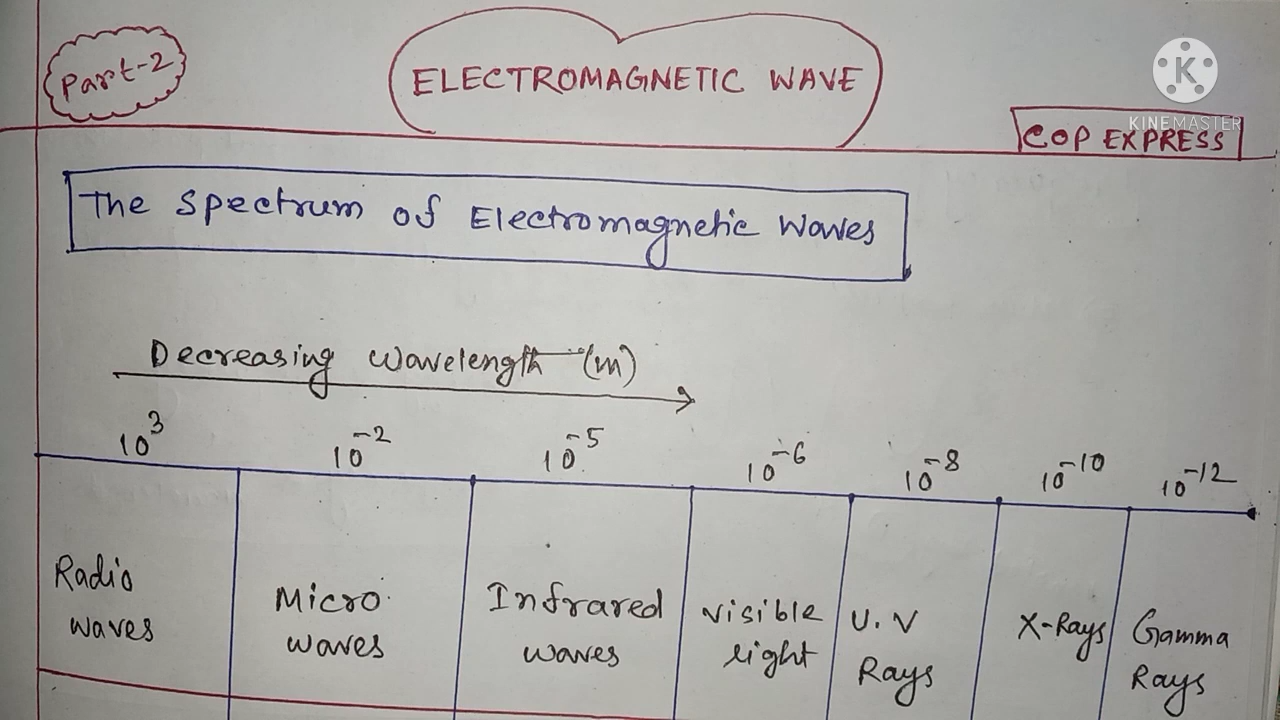 Part-2
ELECTROMAGNETIC WAVE
K
KINEMASTER
COP EXPRESS
The Spectrum of Electromagnetic Waves
Decreasing Wavelength (m)
10³ 10⁻² 10⁻⁵ 10⁻⁶ 10⁻⁸ 10⁻¹⁰ 10⁻¹²
Radio
waves
Micro
waves
Infrared
waves
visible
light
U.V
Rays
X-Rays
Gamma
Rays